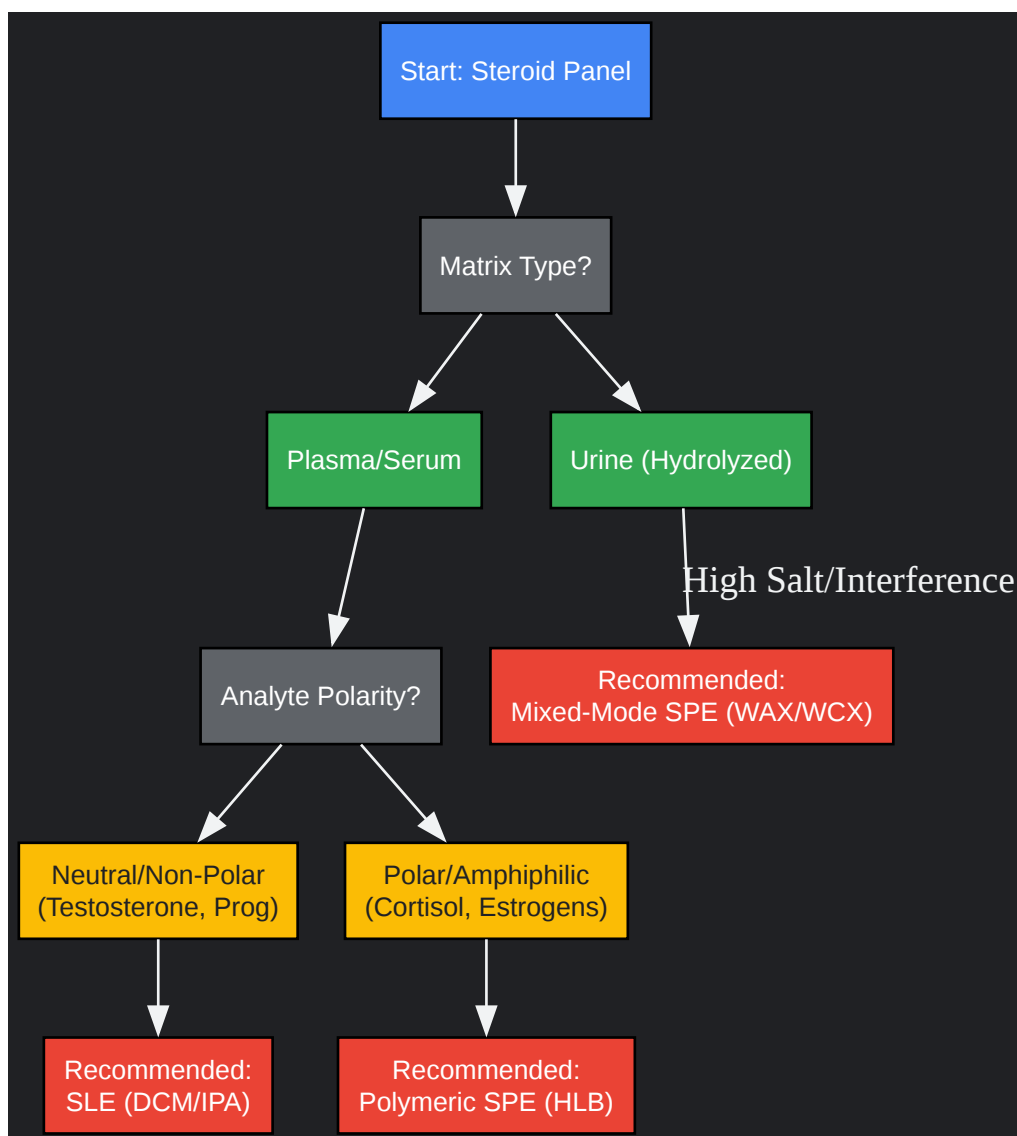 Start: Steroid Panel
Matrix Type?
Plasma/Serum
Urine (Hydrolyzed)
High Salt/Interference
Analyte Polarity?
Recommended:
Mixed-Mode SPE (WAX/WCX)
Neutral/Non-Polar
(Testosterone, Prog)
Polar/Amphiphilic
(Cortisol, Estrogens)
Recommended:
SLE (DCM/IPA)
Recommended:
Polymeric SPE (HLB)